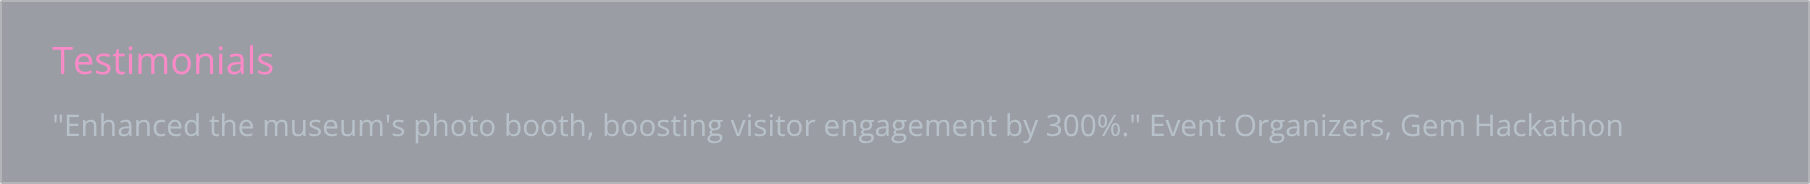 Testimonials
"Enhanced the museum's photo booth, boosting visitor engagement by 300%." Event Organizers, Gem Hackathon